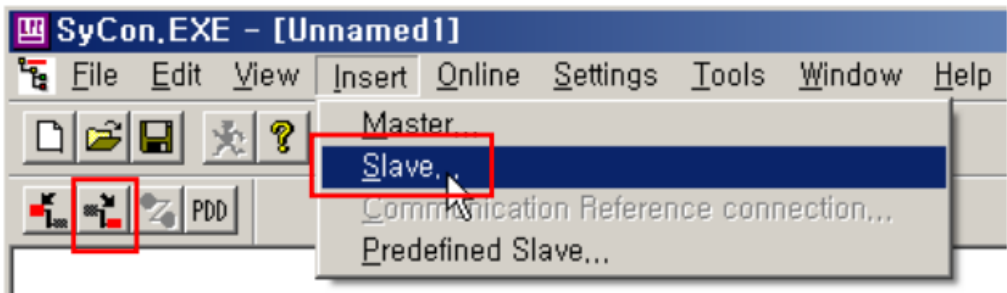 SyCon.EXE - [Unnamed1]
File Edit View Insert Online Settings Tools Window Help
Master...
Slave...
Communication Reference connection...
Predefined Slave...
PDD